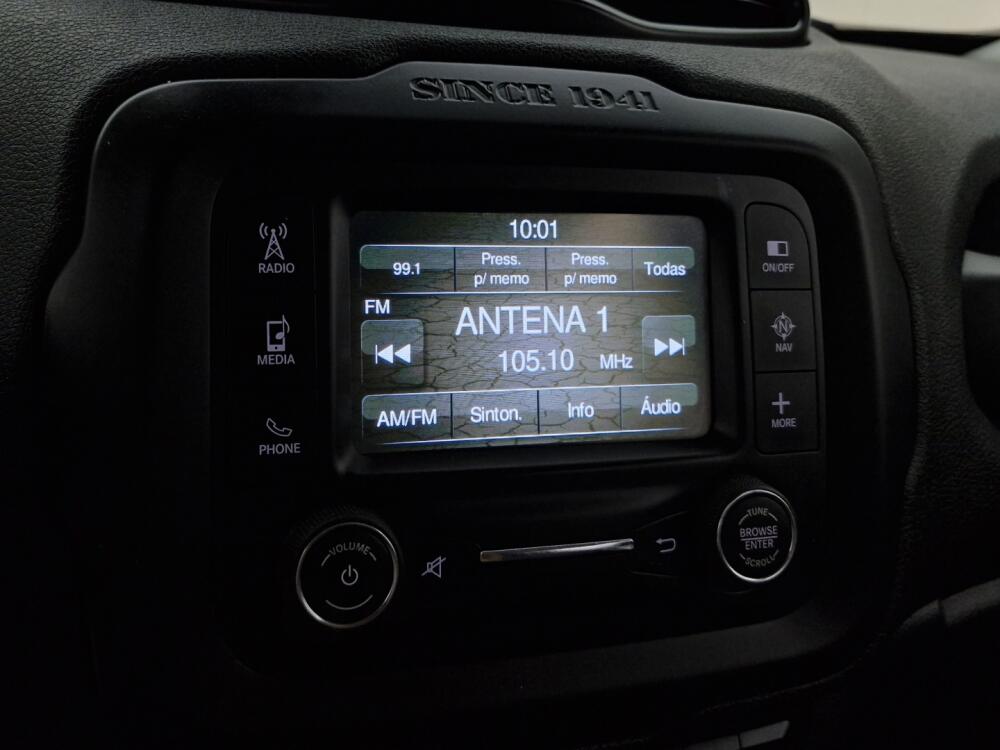 SINCE 1941
10:01
99.1
Press.
p/ memo
Press.
p/ memo
Todas
FM
ANTENA 1
105.10 MHz
AM/FM
Sinton.
Info
Áudio
RADIO
MEDIA
PHONE
ON/OFF
N
NAV
MORE
VOLUME
TUNE
BROWSE
ENTER
SCROLL